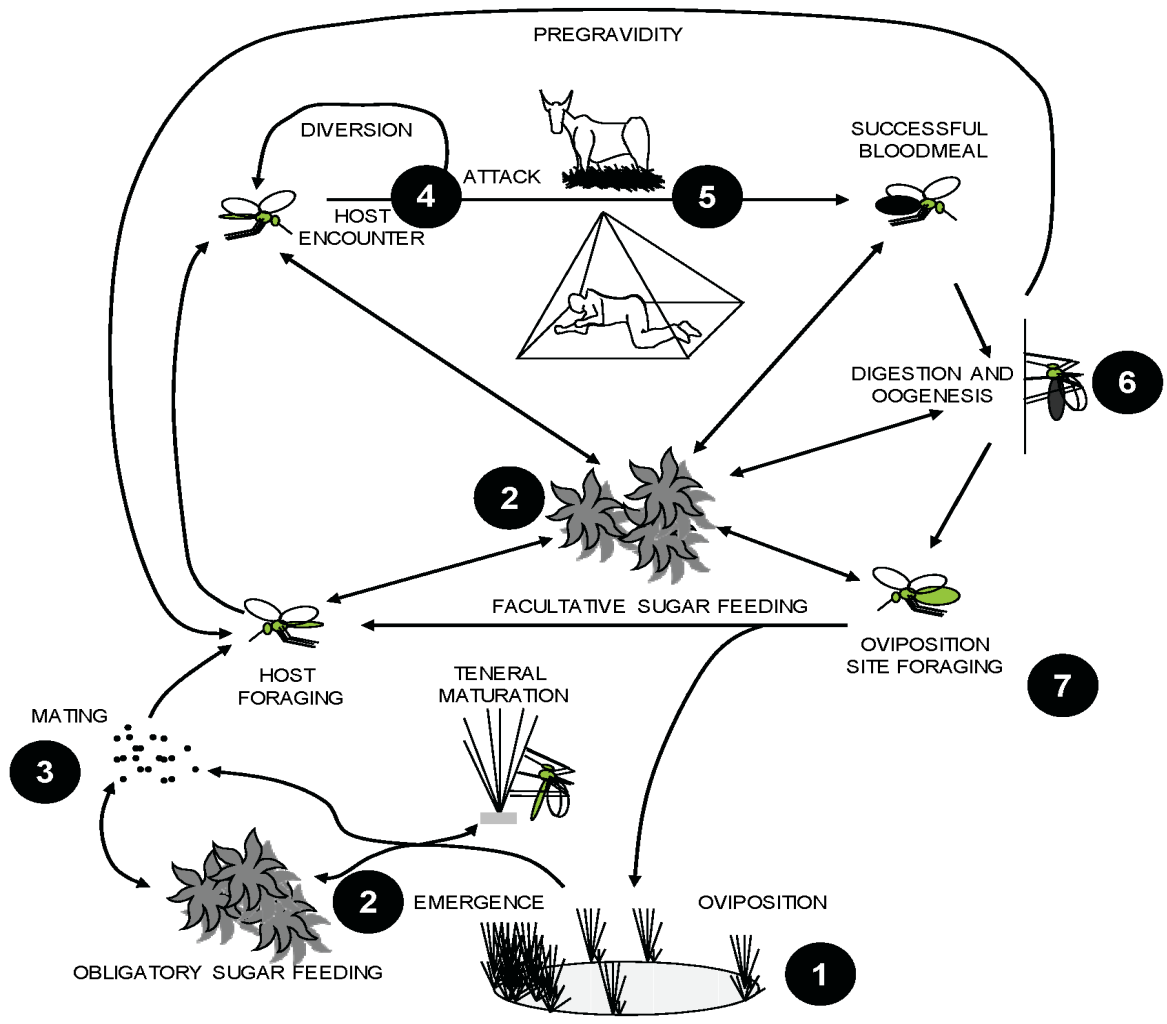 PREGRAVIDITY
DIVERSION
SUCCESSFUL
BLOODMEAL
4
ATTACK
5
HOST
ENCOUNTER
DIGESTION AND
OOGENESIS
6
2
FACULTATIVE SUGAR FEEDING
OVIPOSITION
SITE FORAGING
7
HOST
FORAGING
TENERAL
MATURATION
MATING
3
2
EMERGENCE
OVIPOSITION
1
OBLIGATORY SUGAR FEEDING